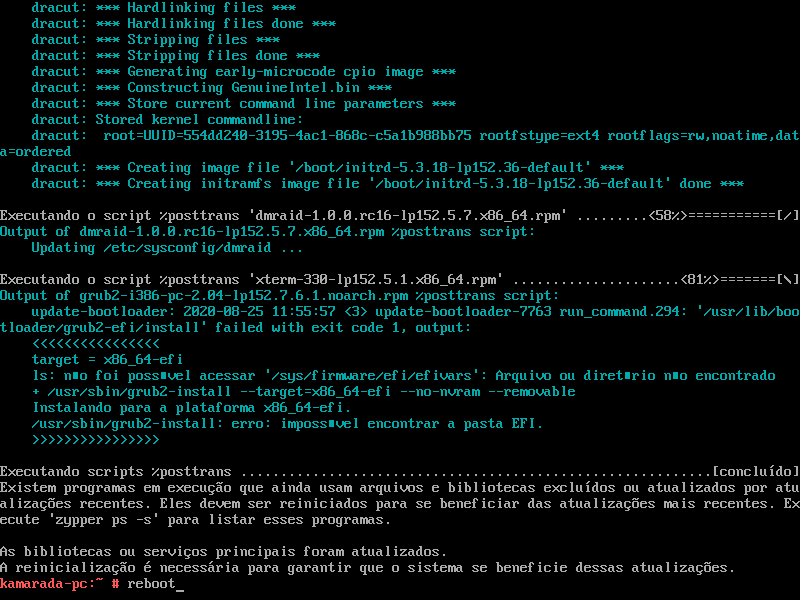 dracut: *** Hardlinking files ***
dracut: *** Hardlinking files done ***
dracut: *** Stripping files ***
dracut: *** Stripping files done ***
dracut: *** Generating early-microcode cpio image ***
dracut: *** Constructing GenuineIntel.bin ***
dracut: *** Store current command line parameters ***
dracut: Stored kernel commandline:
dracut:  root=UUID=554dd240-3195-4ac1-868c-c5a1b988bb75 rootfstype=ext4 rootflags=rw,noatime,dat
a=ordered
dracut: *** Creating image file '/boot/initrd-5.3.18-lp152.36-default' ***
dracut: *** Creating initramfs image file '/boot/initrd-5.3.18-lp152.36-default' done ***
Executando o script %posttrans 'dmraid-1.0.0.rc16-lp152.5.7.x86_64.rpm' .........<58%>===========[/]
Output of dmraid-1.0.0.rc16-lp152.5.7.x86_64.rpm %posttrans script:
Updating /etc/sysconfig/dmraid ...
Executando o script %posttrans 'xterm-330-lp152.5.1.x86_64.rpm' .....................<81%>=======[\]
Output of grub2-i386-pc-2.04-lp152.7.6.1.noarch.rpm %posttrans script:
update-bootloader: 2020-08-25 11:55:57 <3> update-bootloader-7763 run_command.294: '/usr/lib/boo
tloader/grub2-efi/install' failed with exit code 1, output:
<<<<<<<<<<<<<<<<
target = x86_64-efi
ls: n■o foi poss■vel acessar '/sys/firmware/efi/efivars': Arquivo ou diret■rio n■o encontrado
+ /usr/sbin/grub2-install --target=x86_64-efi --no-nvram --removable
Instalando para a plataforma x86_64-efi.
/usr/sbin/grub2-install: erro: imposs■vel encontrar a pasta EFI.
>>>>>>>>>>>>>>>>
Executando scripts %posttrans ...........................................................[concluído]
Existem programas em execução que ainda usam arquivos e bibliotecas excluídos ou atualizados por atu
alizações recentes. Eles devem ser reiniciados para se beneficiar das atualizações mais recentes. Ex
ecute 'zypper ps -s' para listar esses programas.
As bibliotecas ou serviços principais foram atualizados.
A reinicialização é necessária para garantir que o sistema se beneficie dessas atualizações.
kamarada-pc:~ # reboot_